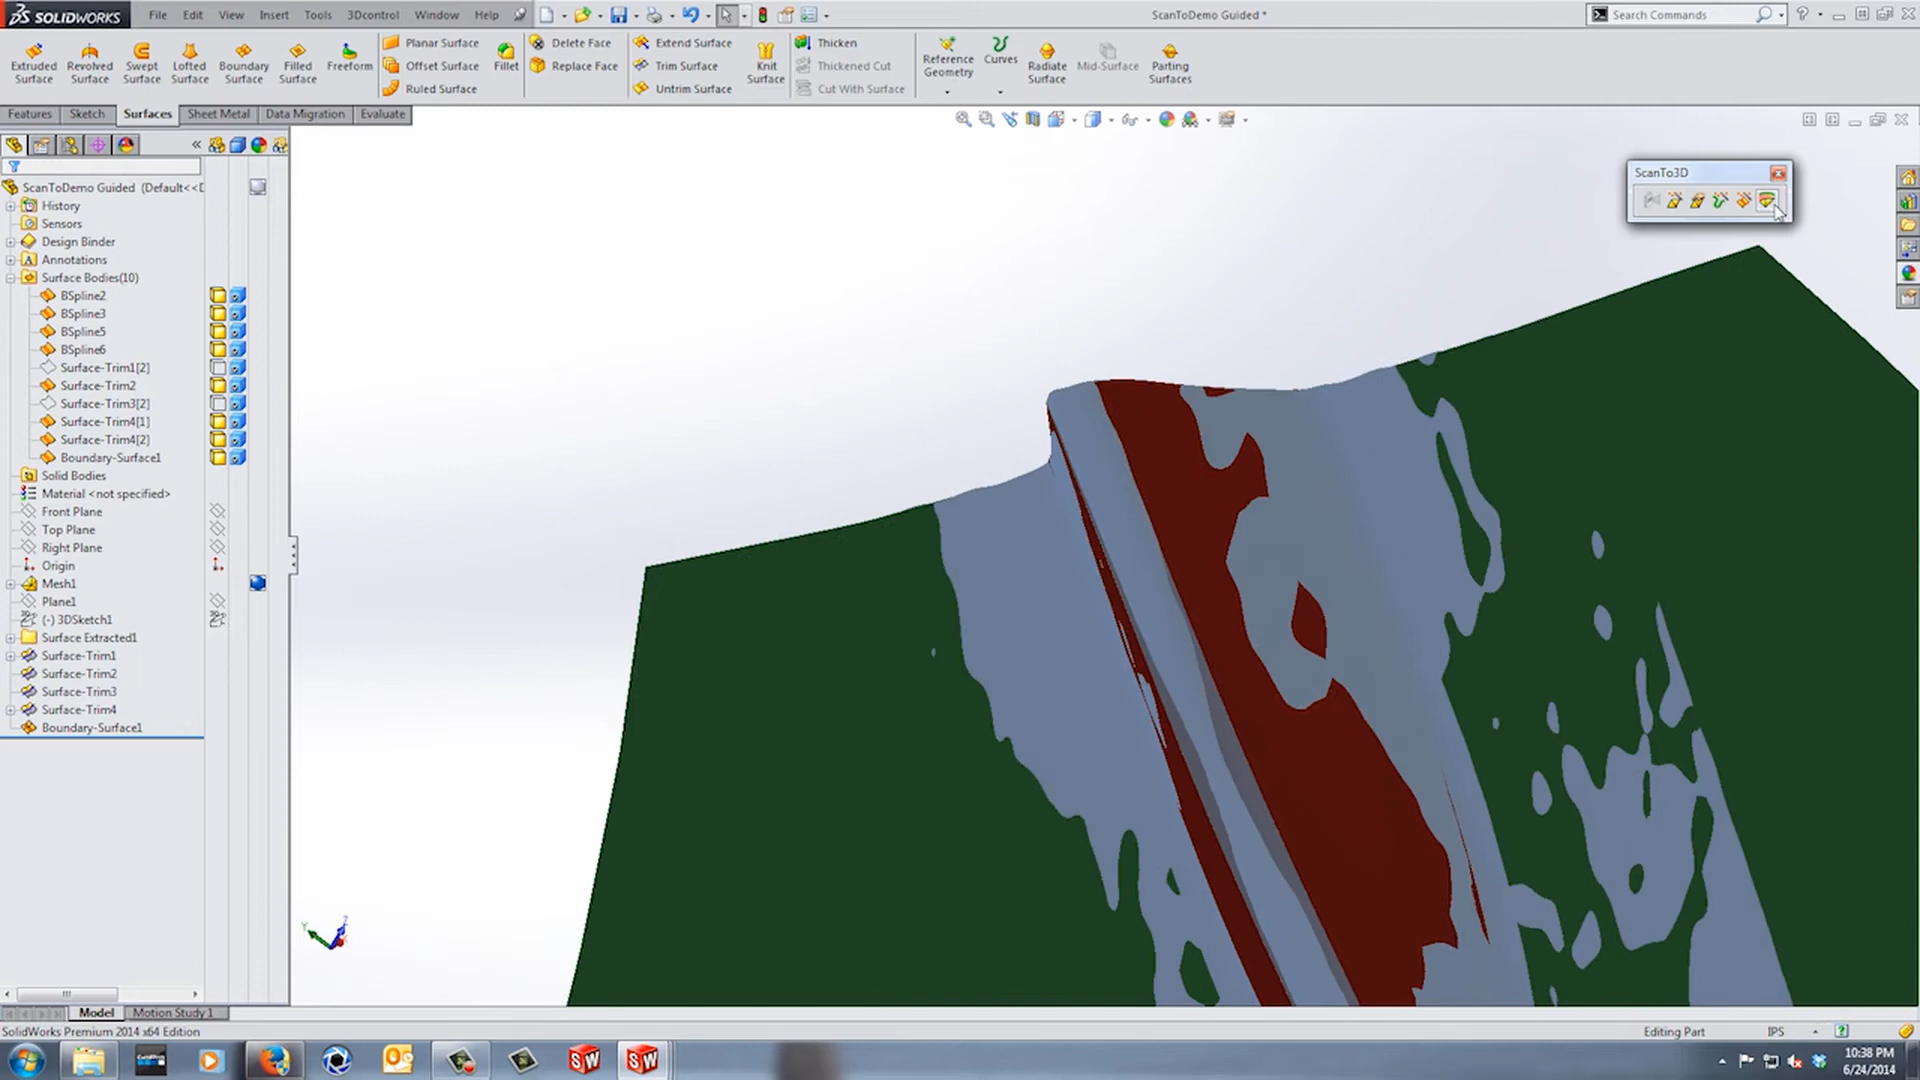 SOLIDWORKS File Edit View Insert Tools 3Dcontrol Window Help ScanToDemo Guided * Search Commands
Extruded Surface
Revolved Surface
Swept Surface
Lofted Surface
Boundary Surface
Filled Surface
Freeform
Planar Surface
Offset Surface
Ruled Surface
Fillet
Delete Face
Replace Face
Extend Surface
Trim Surface
Untrim Surface
Knit Surface
Thicken
Thickened Cut
Cut With Surface
Reference Geometry
Curves
Radiate Surface
Mid-Surface
Parting Surfaces
Features Sketch Surfaces Sheet Metal Data Migration Evaluate
ScanTo3D
ScanToDemo Guided (Default<<D
History
Sensors
Design Binder
Annotations
Surface Bodies(10)
BSpline2
BSpline3
BSpline5
BSpline6
Surface-Trim1[2]
Surface-Trim2
Surface-Trim3[2]
Surface-Trim4[1]
Surface-Trim4[2]
Boundary-Surface1
Solid Bodies
Material <not specified>
Front Plane
Top Plane
Right Plane
Origin
Mesh1
Plane1
(-) 3DSketch1
Surface Extracted1
Surface-Trim1
Surface-Trim2
Surface-Trim3
Surface-Trim4
Boundary-Surface1
Model Motion Study 1
SolidWorks Premium 2014 x64 Edition Editing Part IPS
10:38 PM
6/24/2014